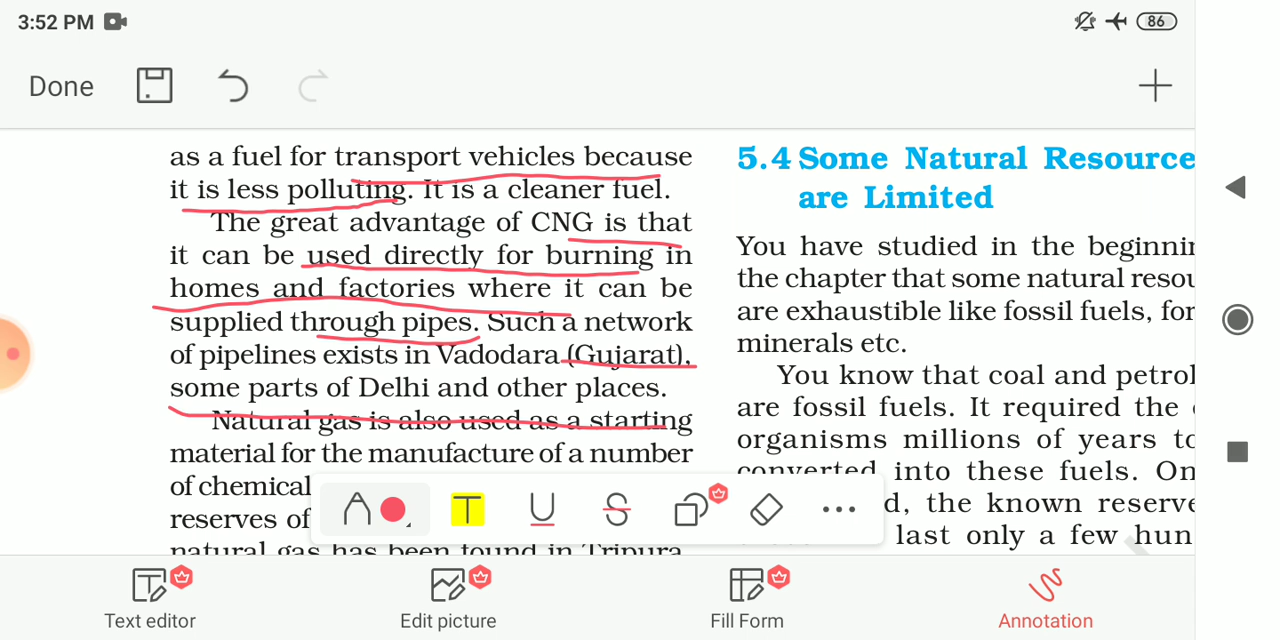 3:52 PM
86
Done
as a fuel for transport vehicles because
it is less polluting. It is a cleaner fuel.
The great advantage of CNG is that
it can be used directly for burning in
homes and factories where it can be
supplied through pipes. Such a network
of pipelines exists in Vadodara (Gujarat),
some parts of Delhi and other places.
Natural gas is also used as a starting
material for the manufacture of a number
of chemical
reserves of
natural gas has been found in Tripura,
5.4 Some Natural Resource
are Limited
You have studied in the beginnin
the chapter that some natural resou
are exhaustible like fossil fuels, for
minerals etc.
You know that coal and petrol
are fossil fuels. It required the
organisms millions of years to
converted into these fuels. On
d, the known reserve
last only a few hun
Text editor
Edit picture
Fill Form
Annotation